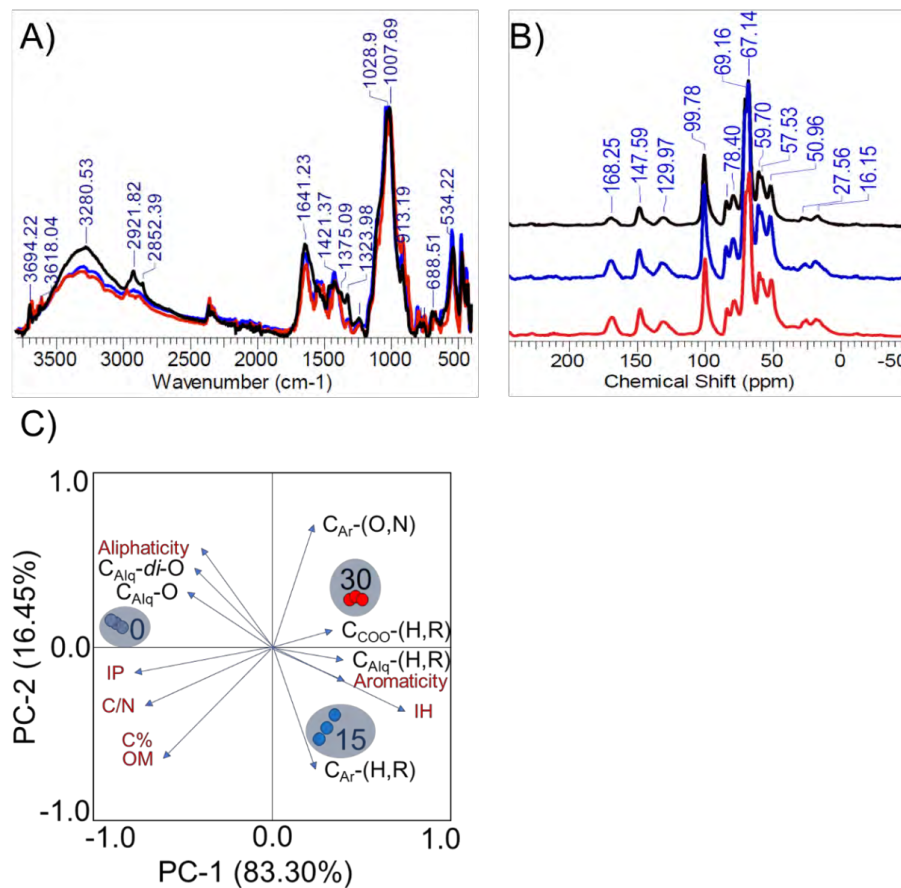 A)
3694.22
3618.04
3280.53
2921.82
2852.39
1641.23
1421.37
1375.09
1323.98
1028.9
1007.69
913.19
688.51
534.22
3500 3000 2500 2000 1500 1000 500
Wavenumber (cm-1)
B)
168.25
147.59
129.97
99.78
78.40
69.16
67.14
59.70
57.53
50.96
27.56
16.15
200 150 100 50 0 -50
Chemical Shift (ppm)
C)
1.0
0.0
-1.0
PC-2 (16.45%)
CAr-(O,N)
Aliphaticity
CAlq-di-O
CAlq-O
30
0
CCOO-(H,R)
CAlq-(H,R)
IP
Aromaticity
C/N
IH
C%
OM
15
CAr-(H,R)
-1.0 0.0 1.0
PC-1 (83.30%)